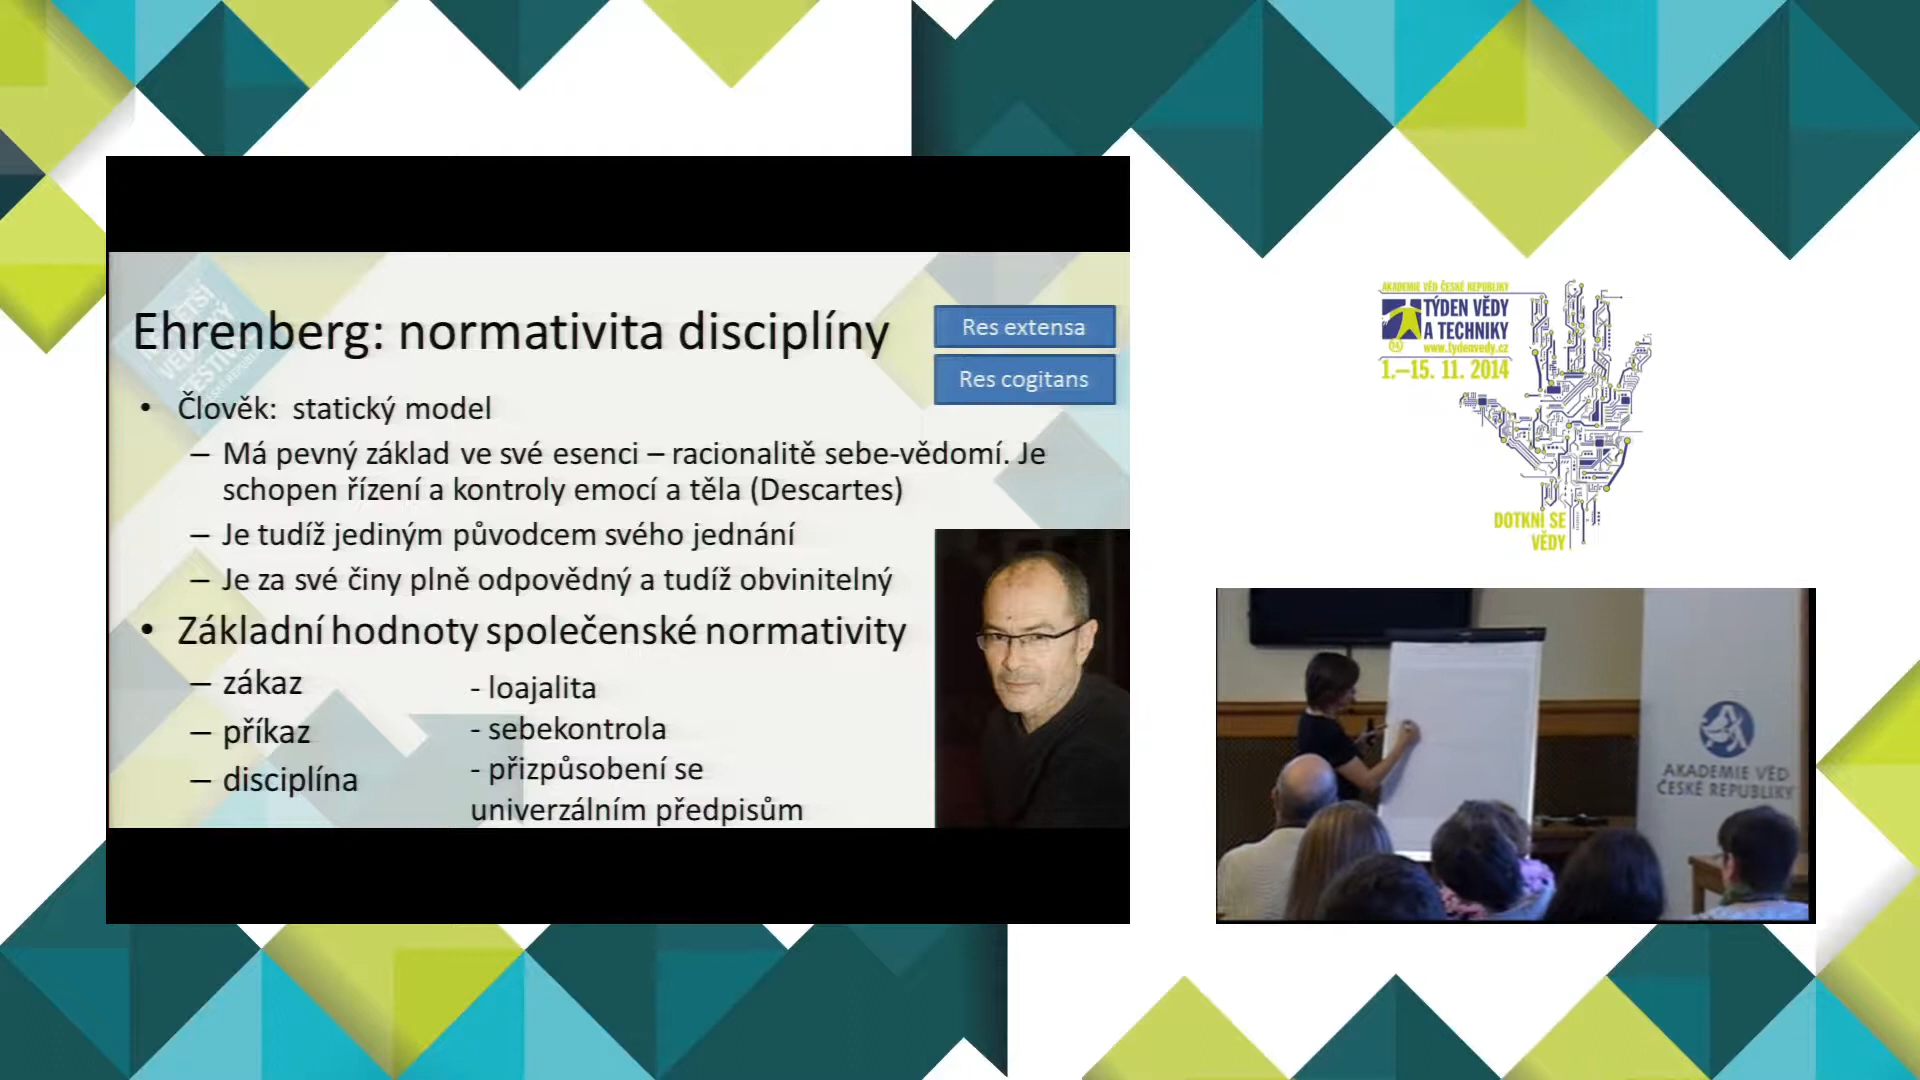 Ehrenberg: normativita disciplíny
Res extensa
Res cogitans
• Člověk: statický model
– Má pevný základ ve své esenci – racionalitě sebe-vědomí. Je
schopen řízení a kontroly emocí a těla (Descartes)
– Je tudíž jediným původcem svého jednání
– Je za své činy plně odpovědný a tudíž obvinitelný
• Základní hodnoty společenské normativity
– zákaz
– příkaz
– disciplína
- loajalita
- sebekontrola
- přizpůsobení se
univerzálním předpisům
AKADEMIE VĚD ČESKÉ REPUBLIKY
TÝDEN VĚDY
A TECHNIKY
www.tydenvedy.cz
1.–15. 11. 2014
DOTKNI SE
VĚDY
AKADEMIE VĚD
ČESKÉ REPUBLIKY